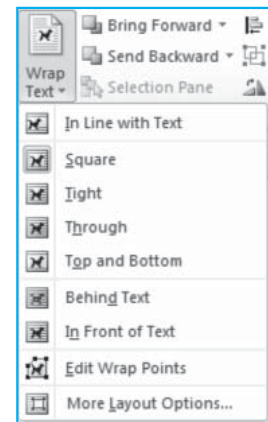 Bring Forward
Send Backward
Wrap
Text
Selection Pane
In Line with Text
Square
Tight
Through
Top and Bottom
Behind Text
In Front of Text
Edit Wrap Points
More Layout Options...